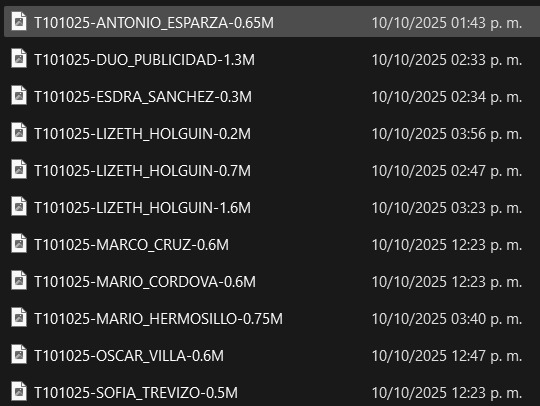 T101025-ANTONIO_ESPARZA-0.65M 10/10/2025 01:43 p. m.
T101025-DUO_PUBLICIDAD-1.3M 10/10/2025 02:33 p. m.
T101025-ESDRA_SANCHEZ-0.3M 10/10/2025 02:34 p. m.
T101025-LIZETH_HOLGUIN-0.2M 10/10/2025 03:56 p. m.
T101025-LIZETH_HOLGUIN-0.7M 10/10/2025 02:47 p. m.
T101025-LIZETH_HOLGUIN-1.6M 10/10/2025 03:23 p. m.
T101025-MARCO_CRUZ-0.6M 10/10/2025 12:23 p. m.
T101025-MARIO_CORDOVA-0.6M 10/10/2025 12:23 p. m.
T101025-MARIO_HERMOSILLO-0.75M 10/10/2025 03:40 p. m.
T101025-OSCAR_VILLA-0.6M 10/10/2025 12:47 p. m.
T101025-SOFIA_TREVIZO-0.5M 10/10/2025 12:23 p. m.